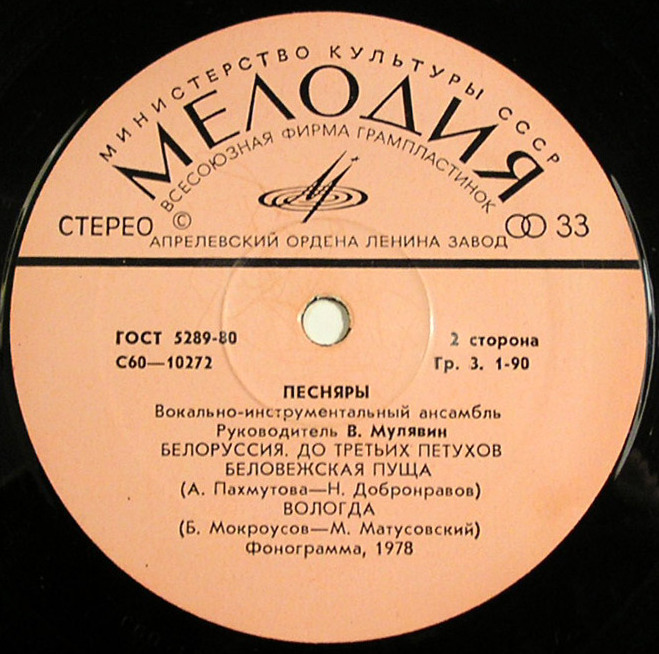 МИНИСТЕРСТВО КУЛЬТУРЫ СССР
МЕЛОДИЯ
ВСЕСОЮЗНАЯ ФИРМА ГРАМПЛАСТИНОК
СТЕРЕО © 33
АПРЕЛЕВСКИЙ ОРДЕНА ЛЕНИНА ЗАВОД
ГОСТ 5289-80 2 сторона
С60—10272 Гр. 3. 1-90
ПЕСНЯРЫ
Вокально-инструментальный ансамбль
Руководитель В. Мулявин
БЕЛОРУССИЯ. ДО ТРЕТЬИХ ПЕТУХОВ
БЕЛОВЕЖСКАЯ ПУЩА
(А. Пахмутова—Н. Добронравов)
ВОЛОГДА
(Б. Мокроусов—М. Матусовский)
Фонограмма, 1978